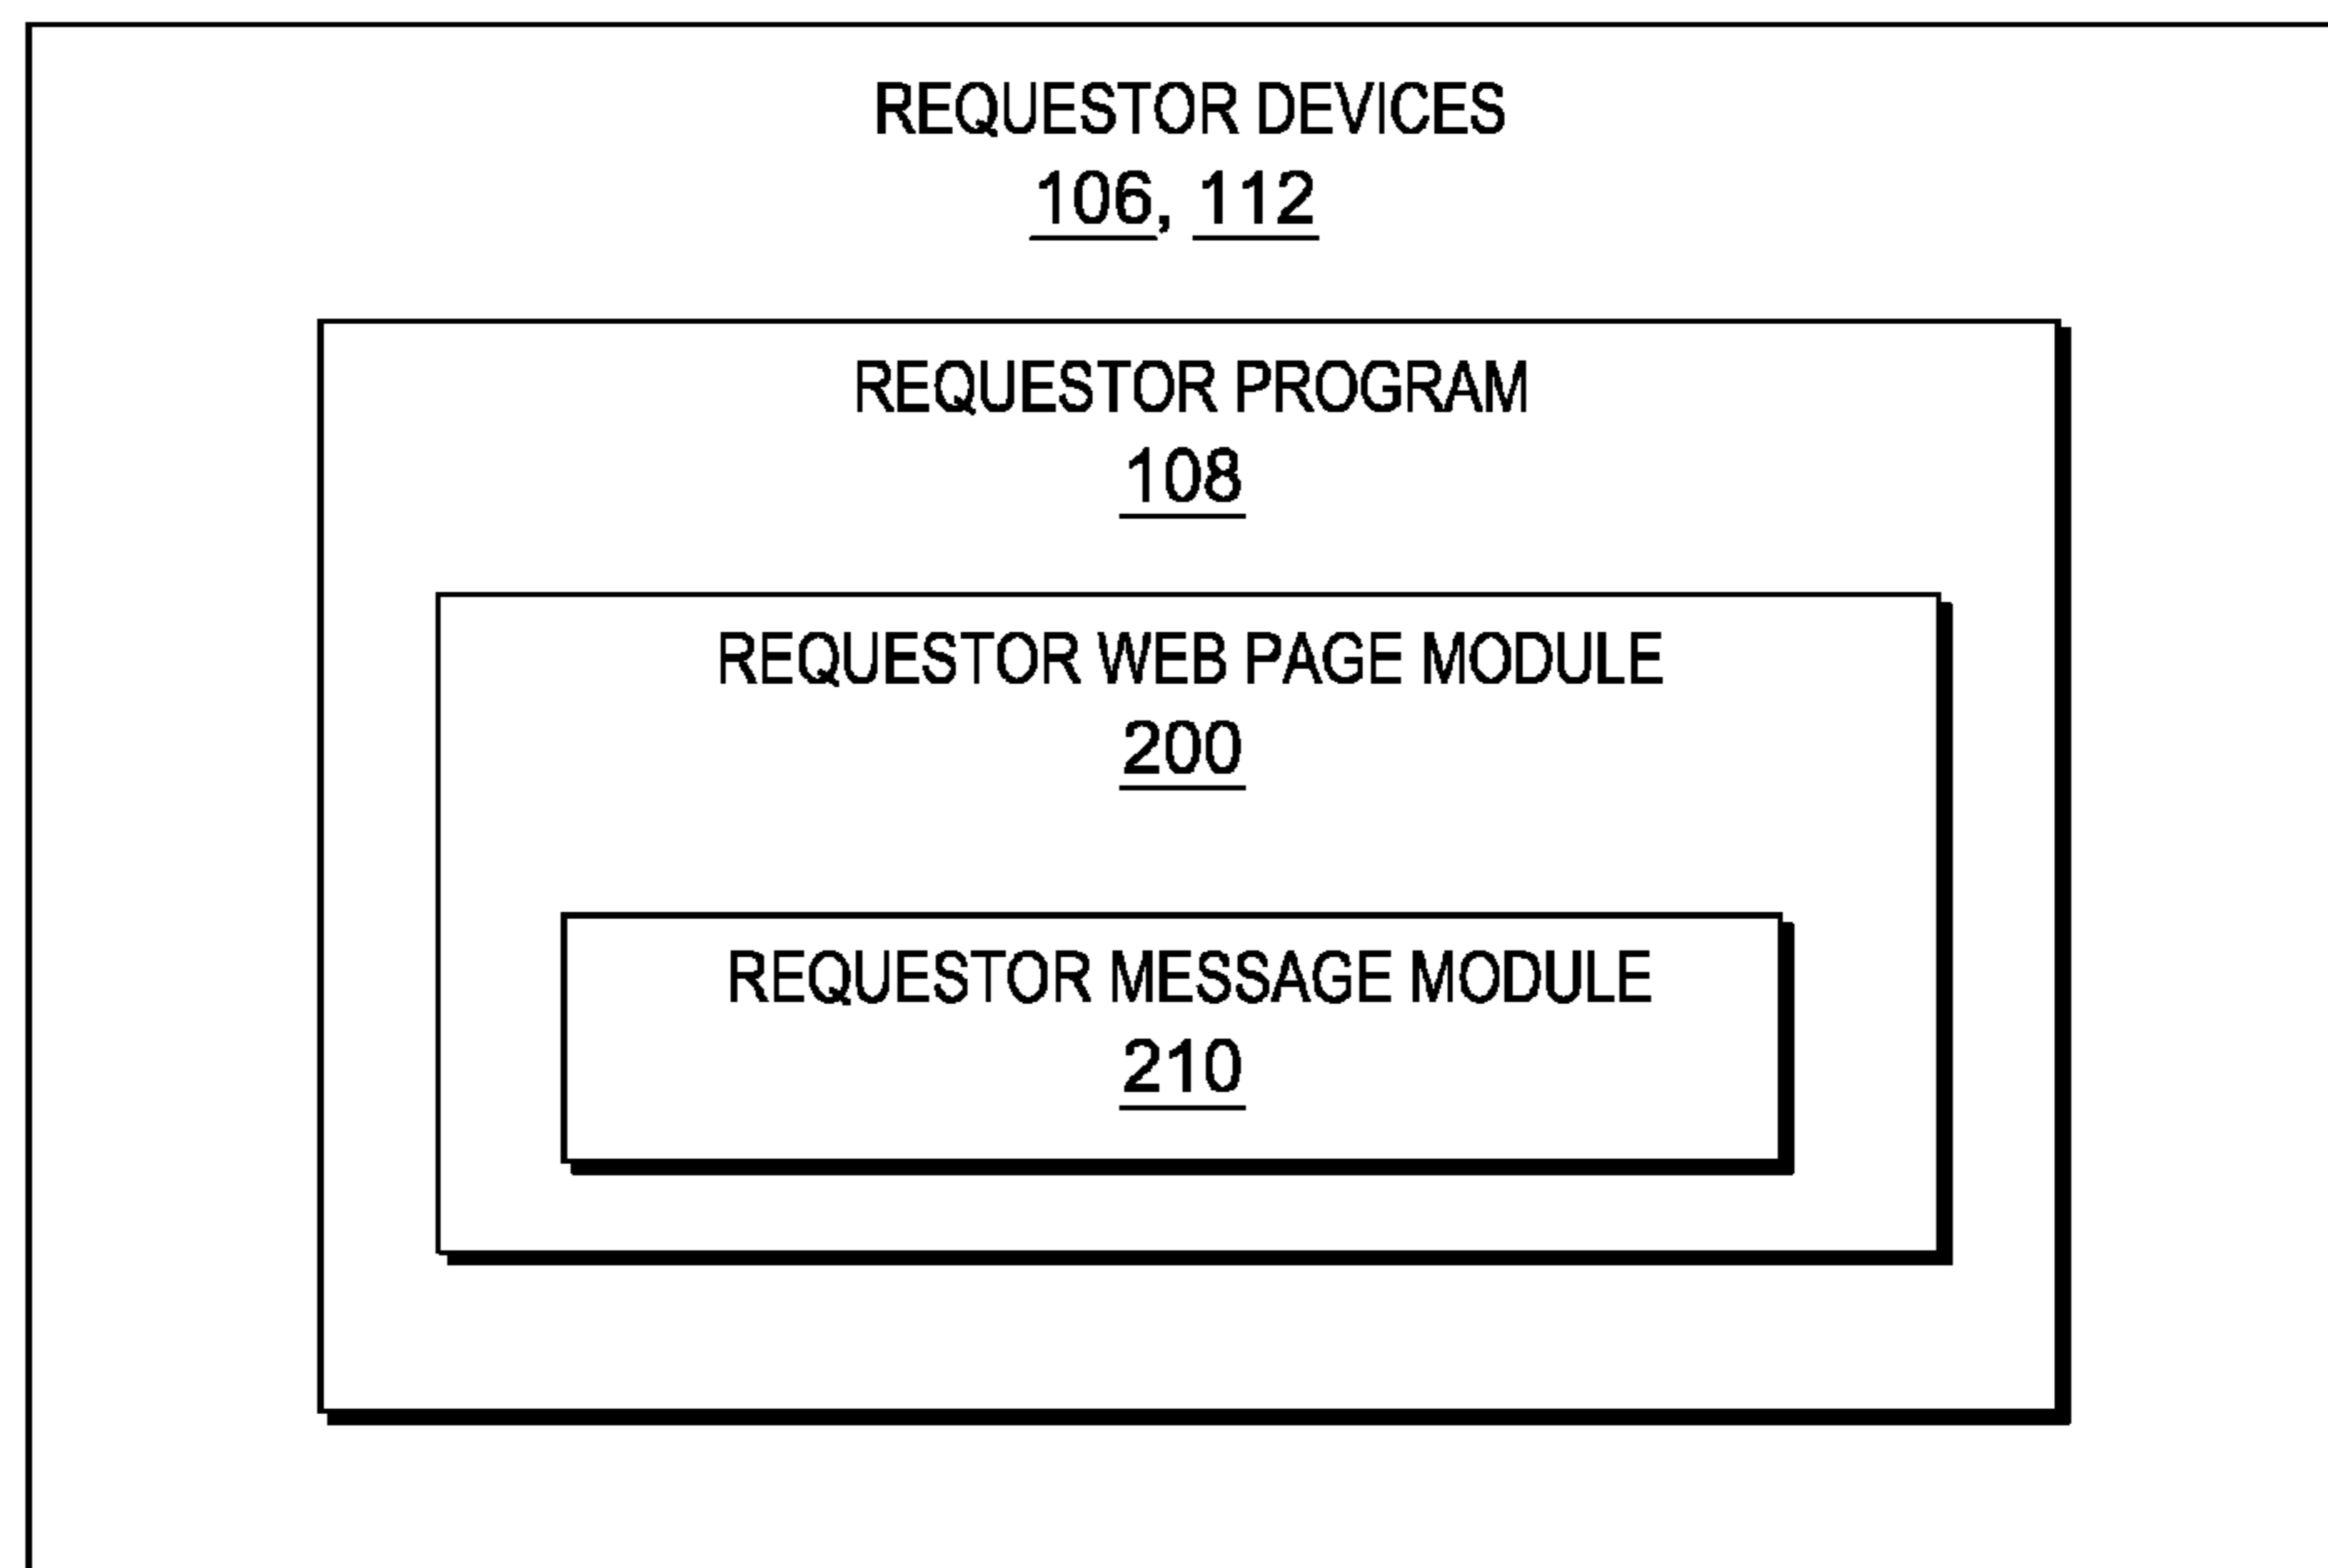 REQUESTOR DEVICES
106, 112
REQUESTOR PROGRAM
108
REQUESTOR WEB PAGE MODULE
200
REQUESTOR MESSAGE MODULE
210